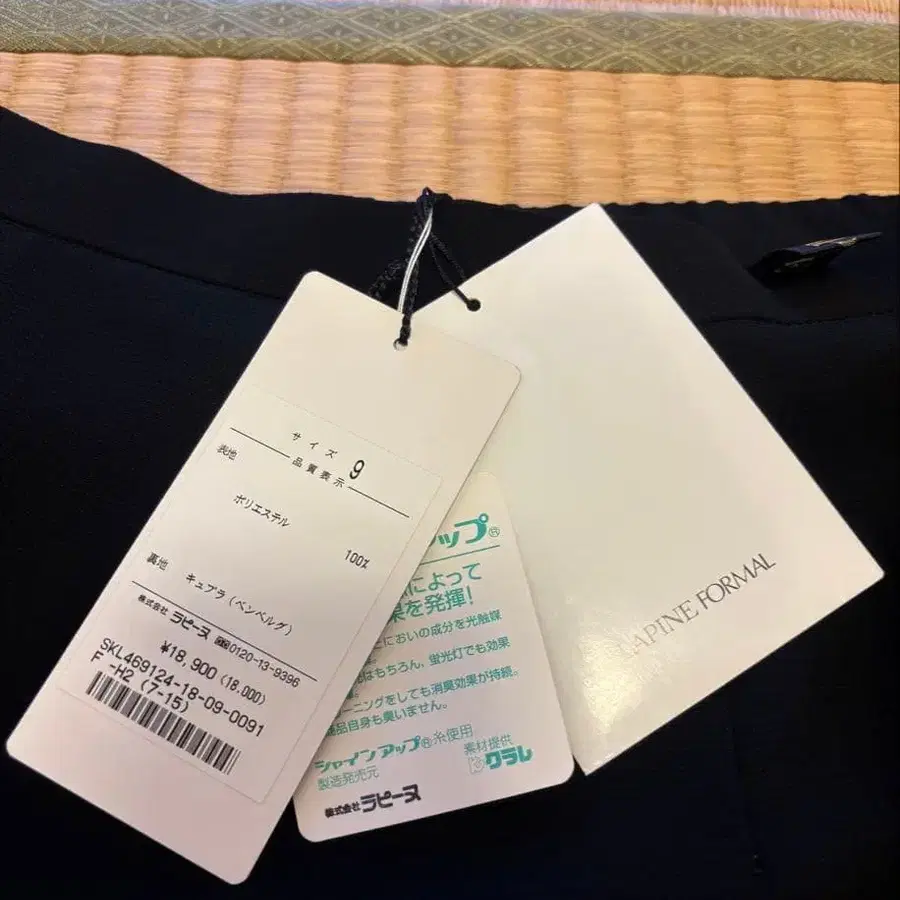 サイズ 9
品質表示
表地
ポリエステル
100%
裏地 キュプラ(ベンベルグ)
株式会社 ラピーヌ 0120-13-9396
¥18,900(18,000)
SKL469124-18-09-0091
F -H2 (7-15)
ップ®
によって
果を発揮!
においの成分を光触媒
はもちろん、蛍光灯でも効果
ーニングをしても消臭効果が持続。
品自身も臭いません。
シャインアップ®糸使用
製造発売元
素材提供
クラレ
株式会社 ラピーヌ
LAPINE FORMAL